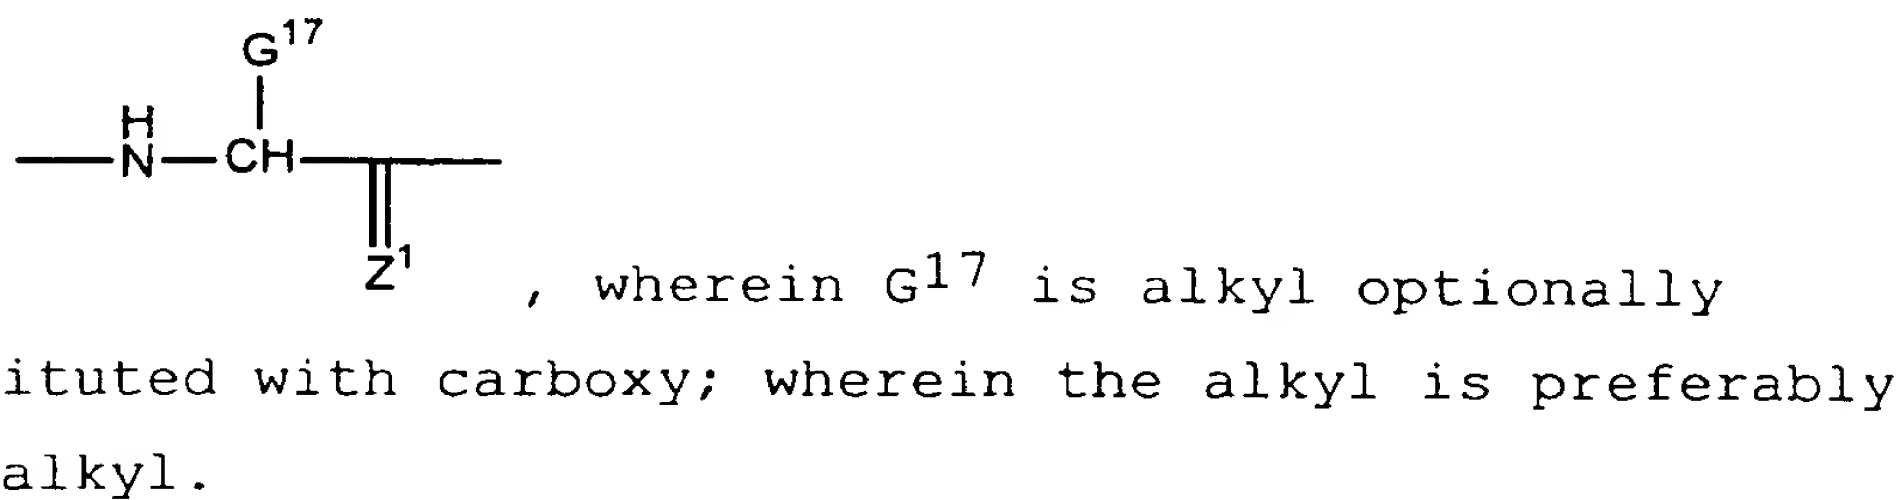 G17
H
N CH
Z1
, wherein G17 is alkyl optionally
ituted with carboxy; wherein the alkyl is preferably
alkyl.